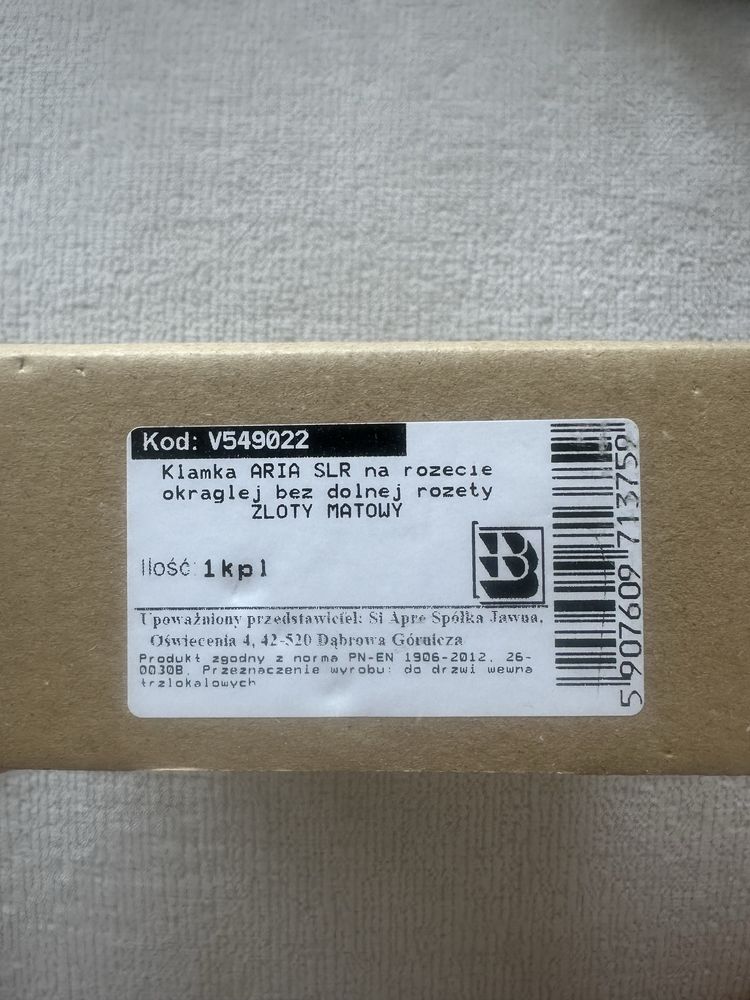 Kod: V549022
Klamka ARIA SLR na rozecie
okraglej bez dolnej rozety
ZLOTY MATOWY
Ilość: 1kpl
B
Upoważniony przedstawiciel: Si Apre Spólka Jawna,
Oświecenia 4, 42-520 Dąbrowa Górnicza
Produkt zgodny z norma PN-EN 1906-2012, 26-
0030B. Przeznaczenie wyrobu: do drzwi wewna
trzlokalowych
5 907609 713759